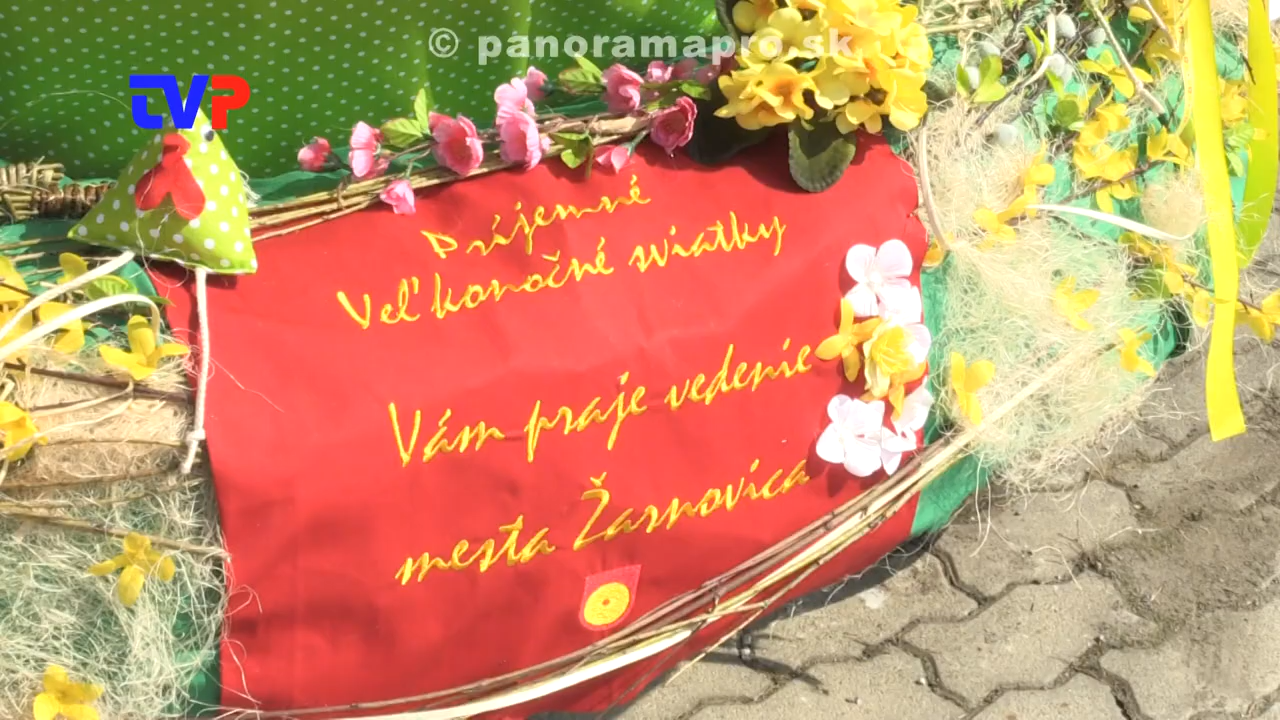 © panoramapro.sk
TVP
Príjemné
Veľkonočné sviatky
Vám praje vedenie
mesta Žarnovica